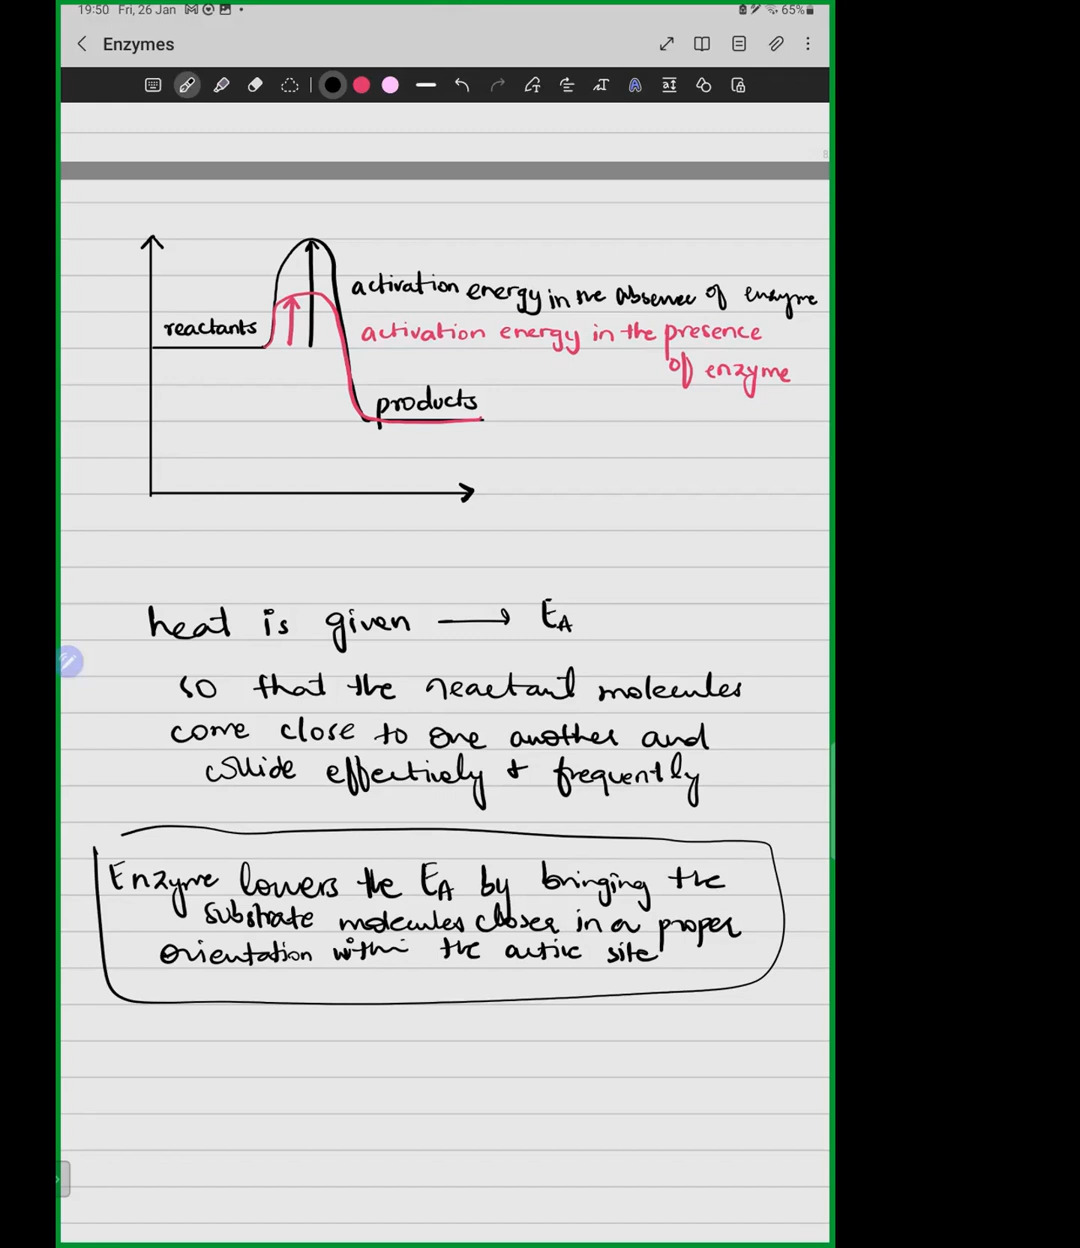 19:50 Fri, 26 Jan
65%
Enzymes
activation energy in the absence of enzyme
reactants
activation energy in the presence
of enzyme
products
heat is given → EA
so that the reactant molecules
come close to one another and
collide effectively & frequently
Enzyme lowers the EA by bringing the
substrate molecules closer in a proper
orientation within the active site